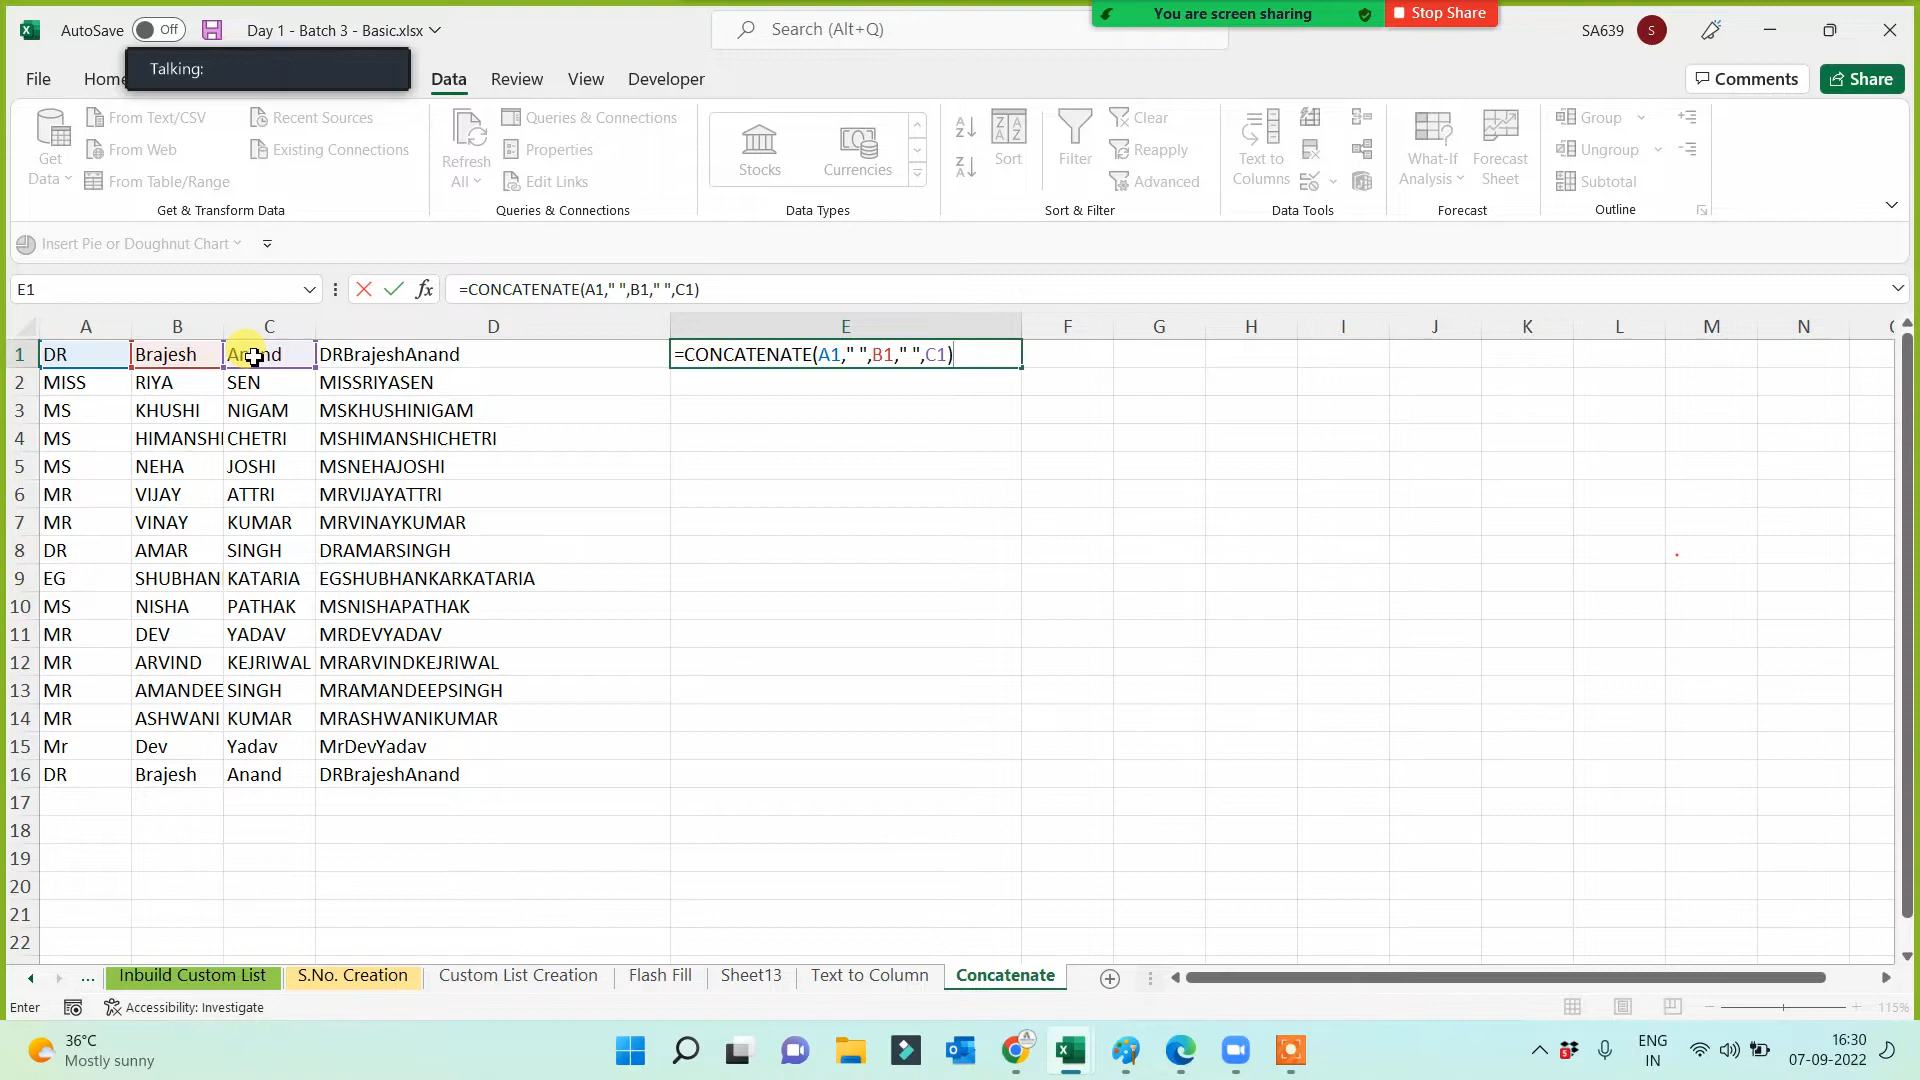 You are screen sharing
Stop Share
AutoSave Off Day 1 - Batch 3 - Basic.xlsx Search (Alt+Q) SA639 S
Talking:
File Home Data Review View Developer Comments Share
Get Data
From Text/CSV
From Web
From Table/Range
Recent Sources
Existing Connections
Get & Transform Data
Refresh All
Queries & Connections
Properties
Edit Links
Queries & Connections
Stocks
Currencies
Data Types
Sort
Filter
Clear
Reapply
Advanced
Sort & Filter
Text to Columns
Data Tools
What-If Analysis
Forecast Sheet
Forecast
Group
Ungroup
Subtotal
Outline
Insert Pie or Doughnut Chart
E1 fx =CONCATENATE(A1," ",B1," ",C1)
A B C D E F G H I J K L M N
1 DR Brajesh Anand DRBrajeshAnand =CONCATENATE(A1," ",B1," ",C1)
2 MISS RIYA SEN MISSRIYASEN
3 MS KHUSHI NIGAM MSKHUSHINIGAM
4 MS HIMANSHI CHETRI MSHIMANSHICHETRI
5 MS NEHA JOSHI MSNEHAJOSHI
6 MR VIJAY ATTRI MRVIJAYATTRI
7 MR VINAY KUMAR MRVINAYKUMAR
8 DR AMAR SINGH DRAMARSINGH
9 EG SHUBHAN KATARIA EGSHUBHANKARKATARIA
10 MS NISHA PATHAK MSNISHAPATHAK
11 MR DEV YADAV MRDEVYADAV
12 MR ARVIND KEJRIWAL MRARVINDKEJRIWAL
13 MR AMANDEE SINGH MRAMANDEEPSINGH
14 MR ASHWANI KUMAR MRASHWANIKUMAR
15 Mr Dev Yadav MrDevYadav
16 DR Brajesh Anand DRBrajeshAnand
17
18
19
20
21
22
... Inbuild Custom List S.No. Creation Custom List Creation Flash Fill Sheet13 Text to Column Concatenate
Enter Accessibility: Investigate 115%
36°C
Mostly sunny
ENG
IN
16:30
07-09-2022